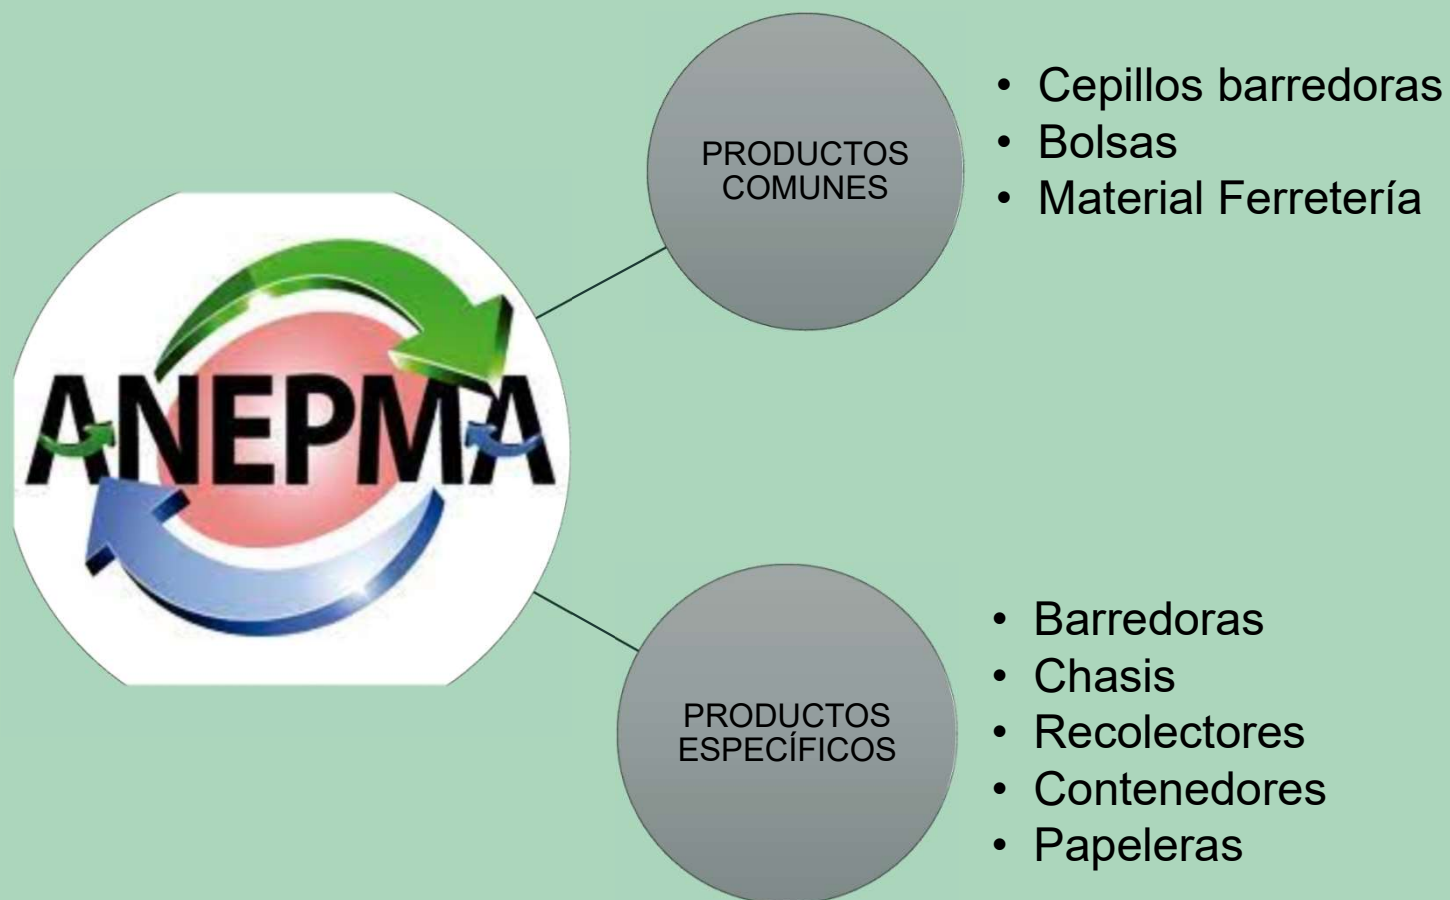 ANEPMA
PRODUCTOS
COMUNES
• Cepillos barredoras
• Bolsas
• Material Ferretería
PRODUCTOS
ESPECÍFICOS
• Barredoras
• Chasis
• Recolectores
• Contenedores
• Papeleras